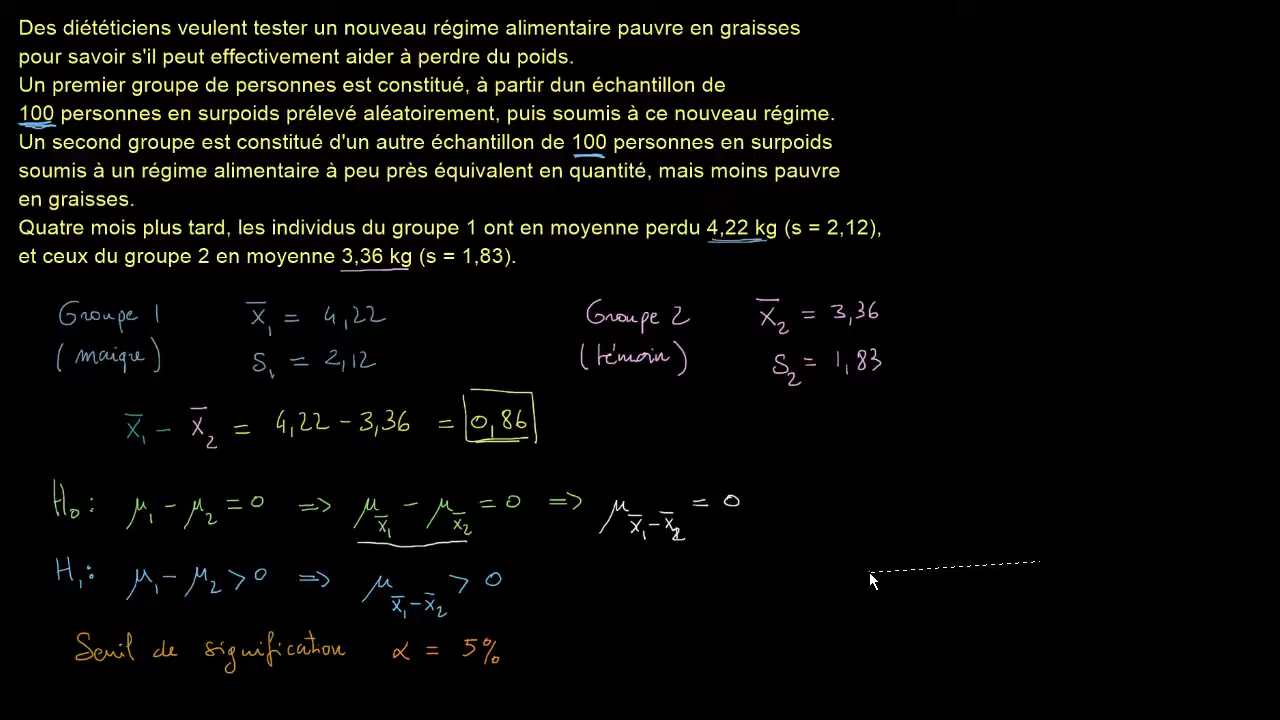 Des diététiciens veulent tester un nouveau régime alimentaire pauvre en graisses
pour savoir s'il peut effectivement aider à perdre du poids.
Un premier groupe de personnes est constitué, à partir dun échantillon de
100 personnes en surpoids prélevé aléatoirement, puis soumis à ce nouveau régime.
Un second groupe est constitué d'un autre échantillon de 100 personnes en surpoids
soumis à un régime alimentaire à peu près équivalent en quantité, mais moins pauvre
en graisses.
Quatre mois plus tard, les individus du groupe 1 ont en moyenne perdu 4,22 kg (s = 2,12),
et ceux du groupe 2 en moyenne 3,36 kg (s = 1,83).
Groupe 1 x̄₁ = 4,22 Groupe 2 x̄₂ = 3,36
(maigre) S₁ = 2,12 (témoin) S₂ = 1,83
x̄₁ − x̄₂ = 4,22 − 3,36 = 0,86
H₀ : μ₁ − μ₂ = 0 => μ_x̄₁ − μ_x̄₂ = 0 => μ_x̄₁−x̄₂ = 0
H₁ : μ₁ − μ₂ > 0 => μ_x̄₁−x̄₂ > 0
Seuil de signification α = 5%